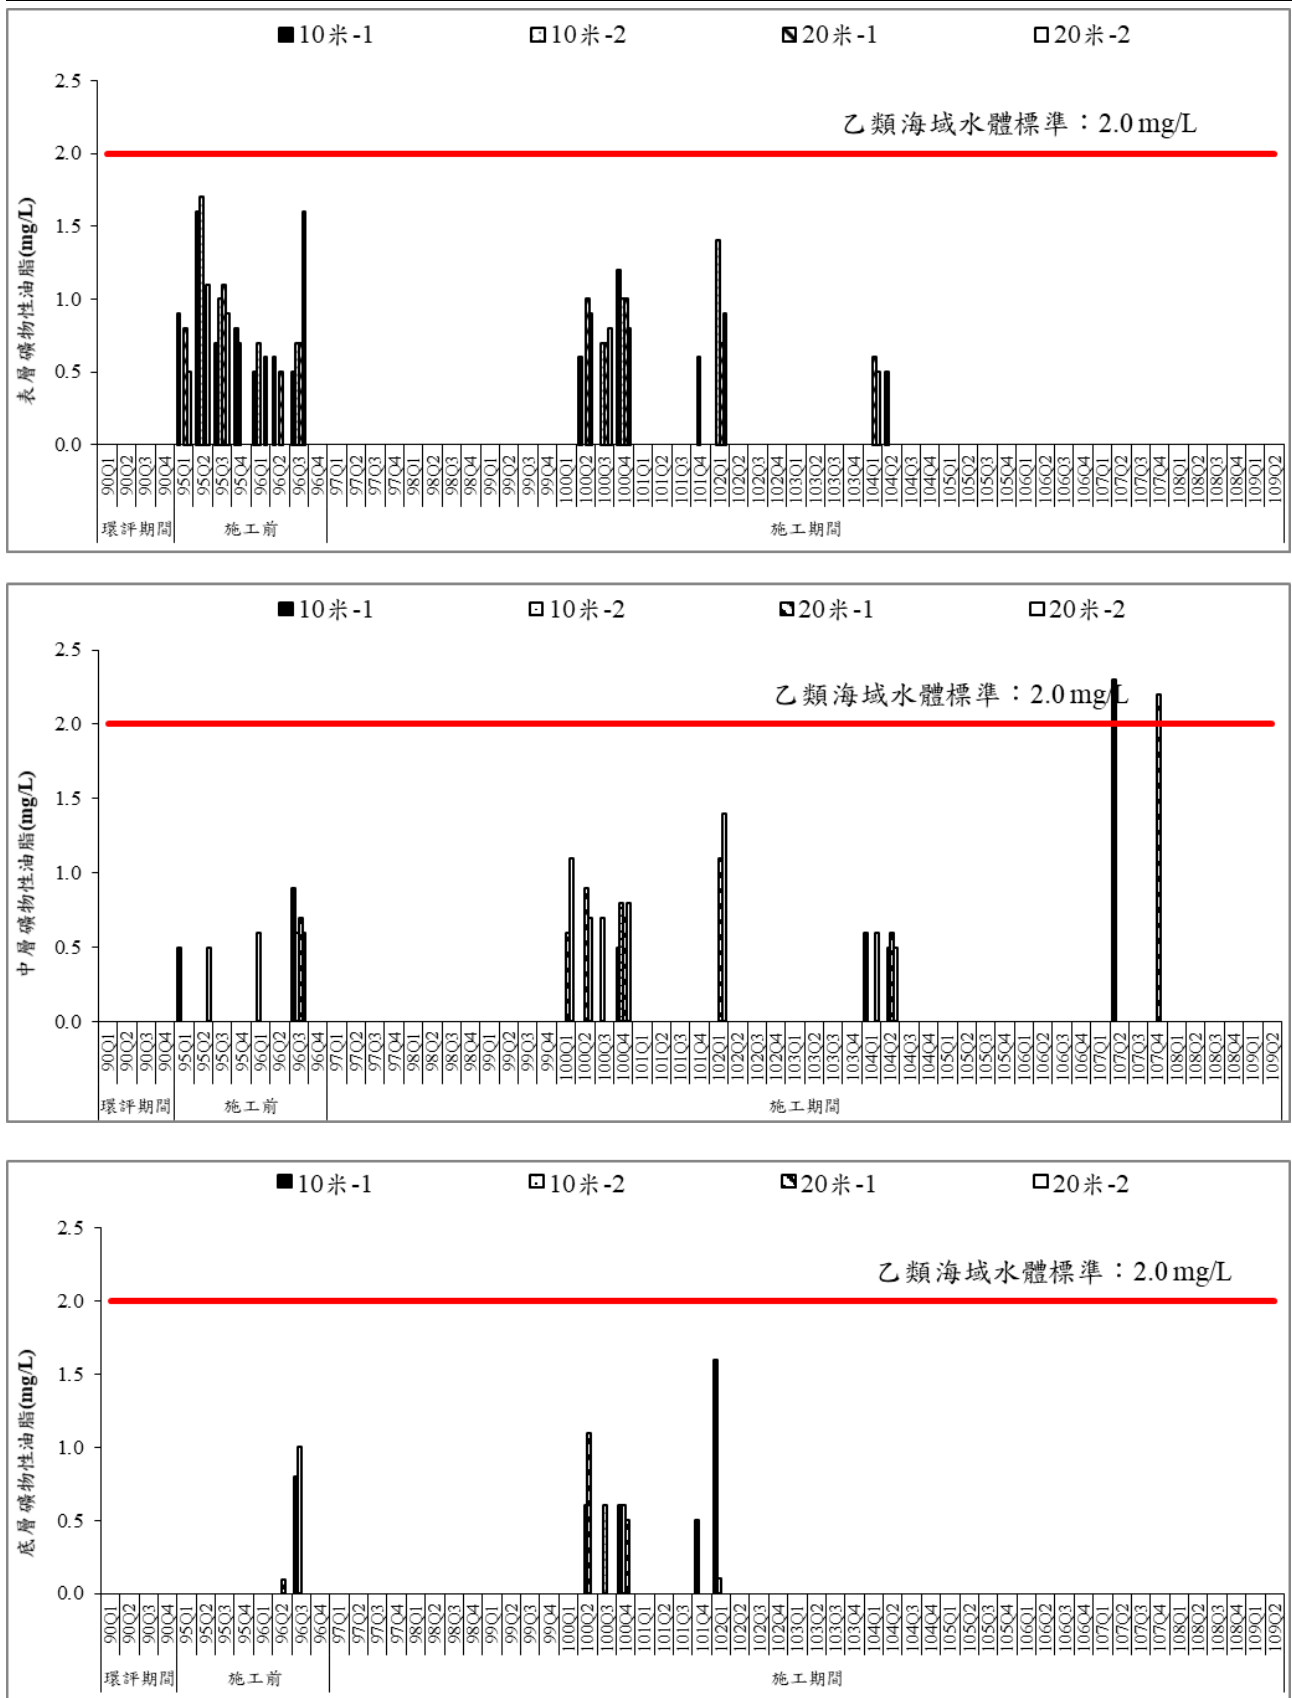 ■10米-1 10米-2 20米-1 20米-2
乙類海域水體標準：2.0 mg/L
表層礦物性油脂(mg/L)
2.5
2.0
1.5
1.0
0.5
0.0
90Q1 90Q2 90Q3 90Q4 95Q1 95Q2 95Q3 95Q4 96Q1 96Q2 96Q3 96Q4 97Q1 97Q2 97Q3 97Q4 98Q1 98Q2 98Q3 98Q4 99Q1 99Q2 99Q3 99Q4 100Q1 100Q2 100Q3 100Q4 101Q1 101Q2 101Q3 101Q4 102Q1 102Q2 102Q3 102Q4 103Q1 103Q2 103Q3 103Q4 104Q1 104Q2 104Q3 104Q4 105Q1 105Q2 105Q3 105Q4 106Q1 106Q2 106Q3 106Q4 107Q1 107Q2 107Q3 107Q4 108Q1 108Q2 108Q3 108Q4 109Q1 109Q2
環評期間 施工前 施工期間
■10米-1 10米-2 20米-1 20米-2
乙類海域水體標準：2.0 mg/L
中層礦物性油脂(mg/L)
2.5
2.0
1.5
1.0
0.5
0.0
90Q1 90Q2 90Q3 90Q4 95Q1 95Q2 95Q3 95Q4 96Q1 96Q2 96Q3 96Q4 97Q1 97Q2 97Q3 97Q4 98Q1 98Q2 98Q3 98Q4 99Q1 99Q2 99Q3 99Q4 100Q1 100Q2 100Q3 100Q4 101Q1 101Q2 101Q3 101Q4 102Q1 102Q2 102Q3 102Q4 103Q1 103Q2 103Q3 103Q4 104Q1 104Q2 104Q3 104Q4 105Q1 105Q2 105Q3 105Q4 106Q1 106Q2 106Q3 106Q4 107Q1 107Q2 107Q3 107Q4 108Q1 108Q2 108Q3 108Q4 109Q1 109Q2
環評期間 施工前 施工期間
■10米-1 10米-2 20米-1 20米-2
乙類海域水體標準：2.0 mg/L
底層礦物性油脂(mg/L)
2.5
2.0
1.5
1.0
0.5
0.0
90Q1 90Q2 90Q3 90Q4 95Q1 95Q2 95Q3 95Q4 96Q1 96Q2 96Q3 96Q4 97Q1 97Q2 97Q3 97Q4 98Q1 98Q2 98Q3 98Q4 99Q1 99Q2 99Q3 99Q4 100Q1 100Q2 100Q3 100Q4 101Q1 101Q2 101Q3 101Q4 102Q1 102Q2 102Q3 102Q4 103Q1 103Q2 103Q3 103Q4 104Q1 104Q2 104Q3 104Q4 105Q1 105Q2 105Q3 105Q4 106Q1 106Q2 106Q3 106Q4 107Q1 107Q2 107Q3 107Q4 108Q1 108Q2 108Q3 108Q4 109Q1 109Q2
環評期間 施工前 施工期間